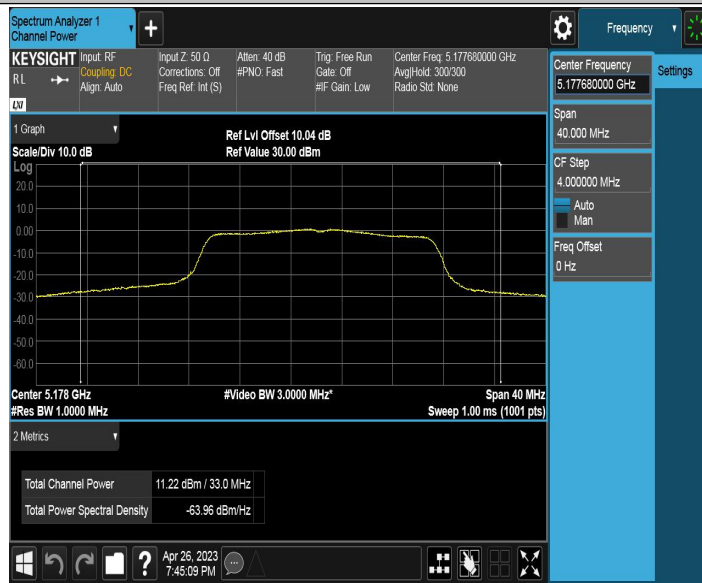 Spectrum Analyzer 1
Channel Power
+
Frequency
KEYSIGHT
RL
LXI
Input: RF
Coupling: DC
Align: Auto
Input Z: 50 Ω
Corrections: Off
Freq Ref: Int (S)
Atten: 40 dB
#PNO: Fast
Trig: Free Run
Gate: Off
#IF Gain: Low
Center Freq: 5.177680000 GHz
Avg|Hold: 300/300
Radio Std: None
Center Frequency
5.177680000 GHz
Settings
Span
40.000 MHz
CF Step
4.000000 MHz
Auto
Man
Freq Offset
0 Hz
1 Graph
Scale/Div 10.0 dB
Ref Lvl Offset 10.04 dB
Ref Value 30.00 dBm
Log
20.0
10.0
0.00
-10.0
-20.0
-30.0
-40.0
-50.0
-60.0
Center 5.178 GHz
#Video BW 3.0000 MHz*
Span 40 MHz
#Res BW 1.0000 MHz
Sweep 1.00 ms (1001 pts)
2 Metrics
Total Channel Power 11.22 dBm / 33.0 MHz
Total Power Spectral Density -63.96 dBm/Hz
?
Apr 26, 2023
7:45:09 PM